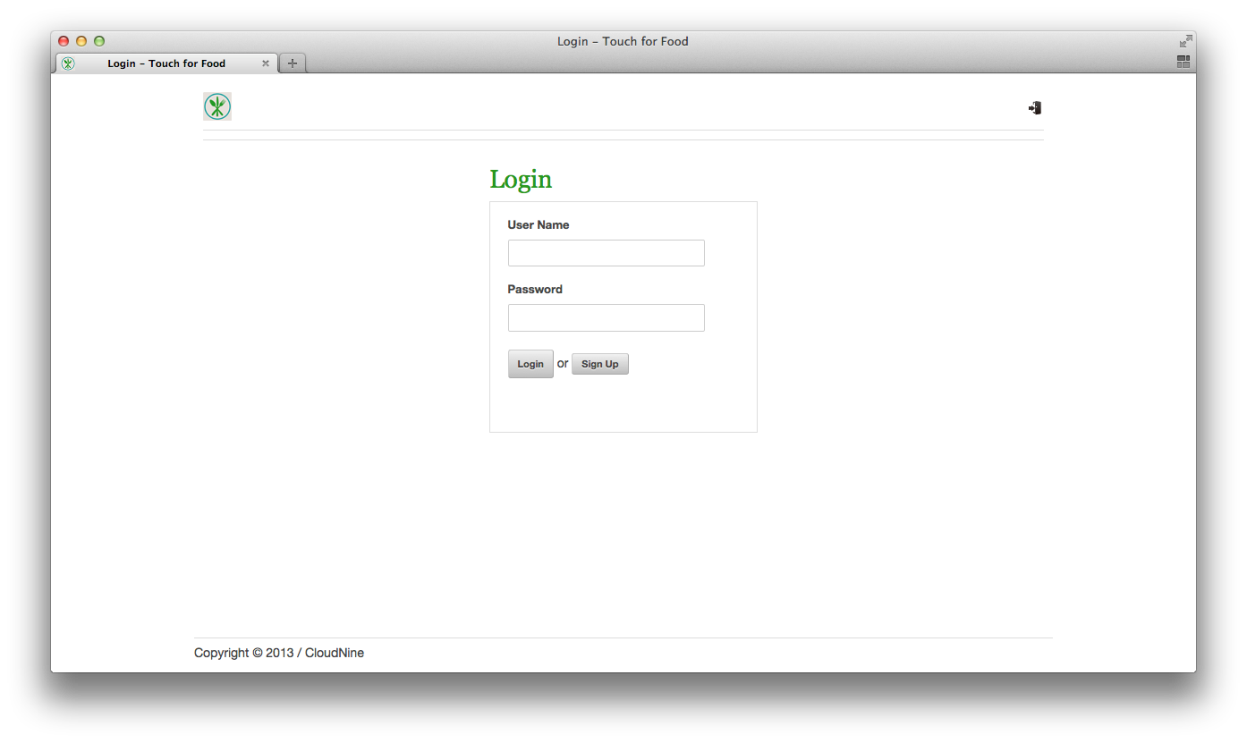 Login – Touch for Food
Login – Touch for Food
Login
User Name
Password
Login or Sign Up
Copyright © 2013 / CloudNine